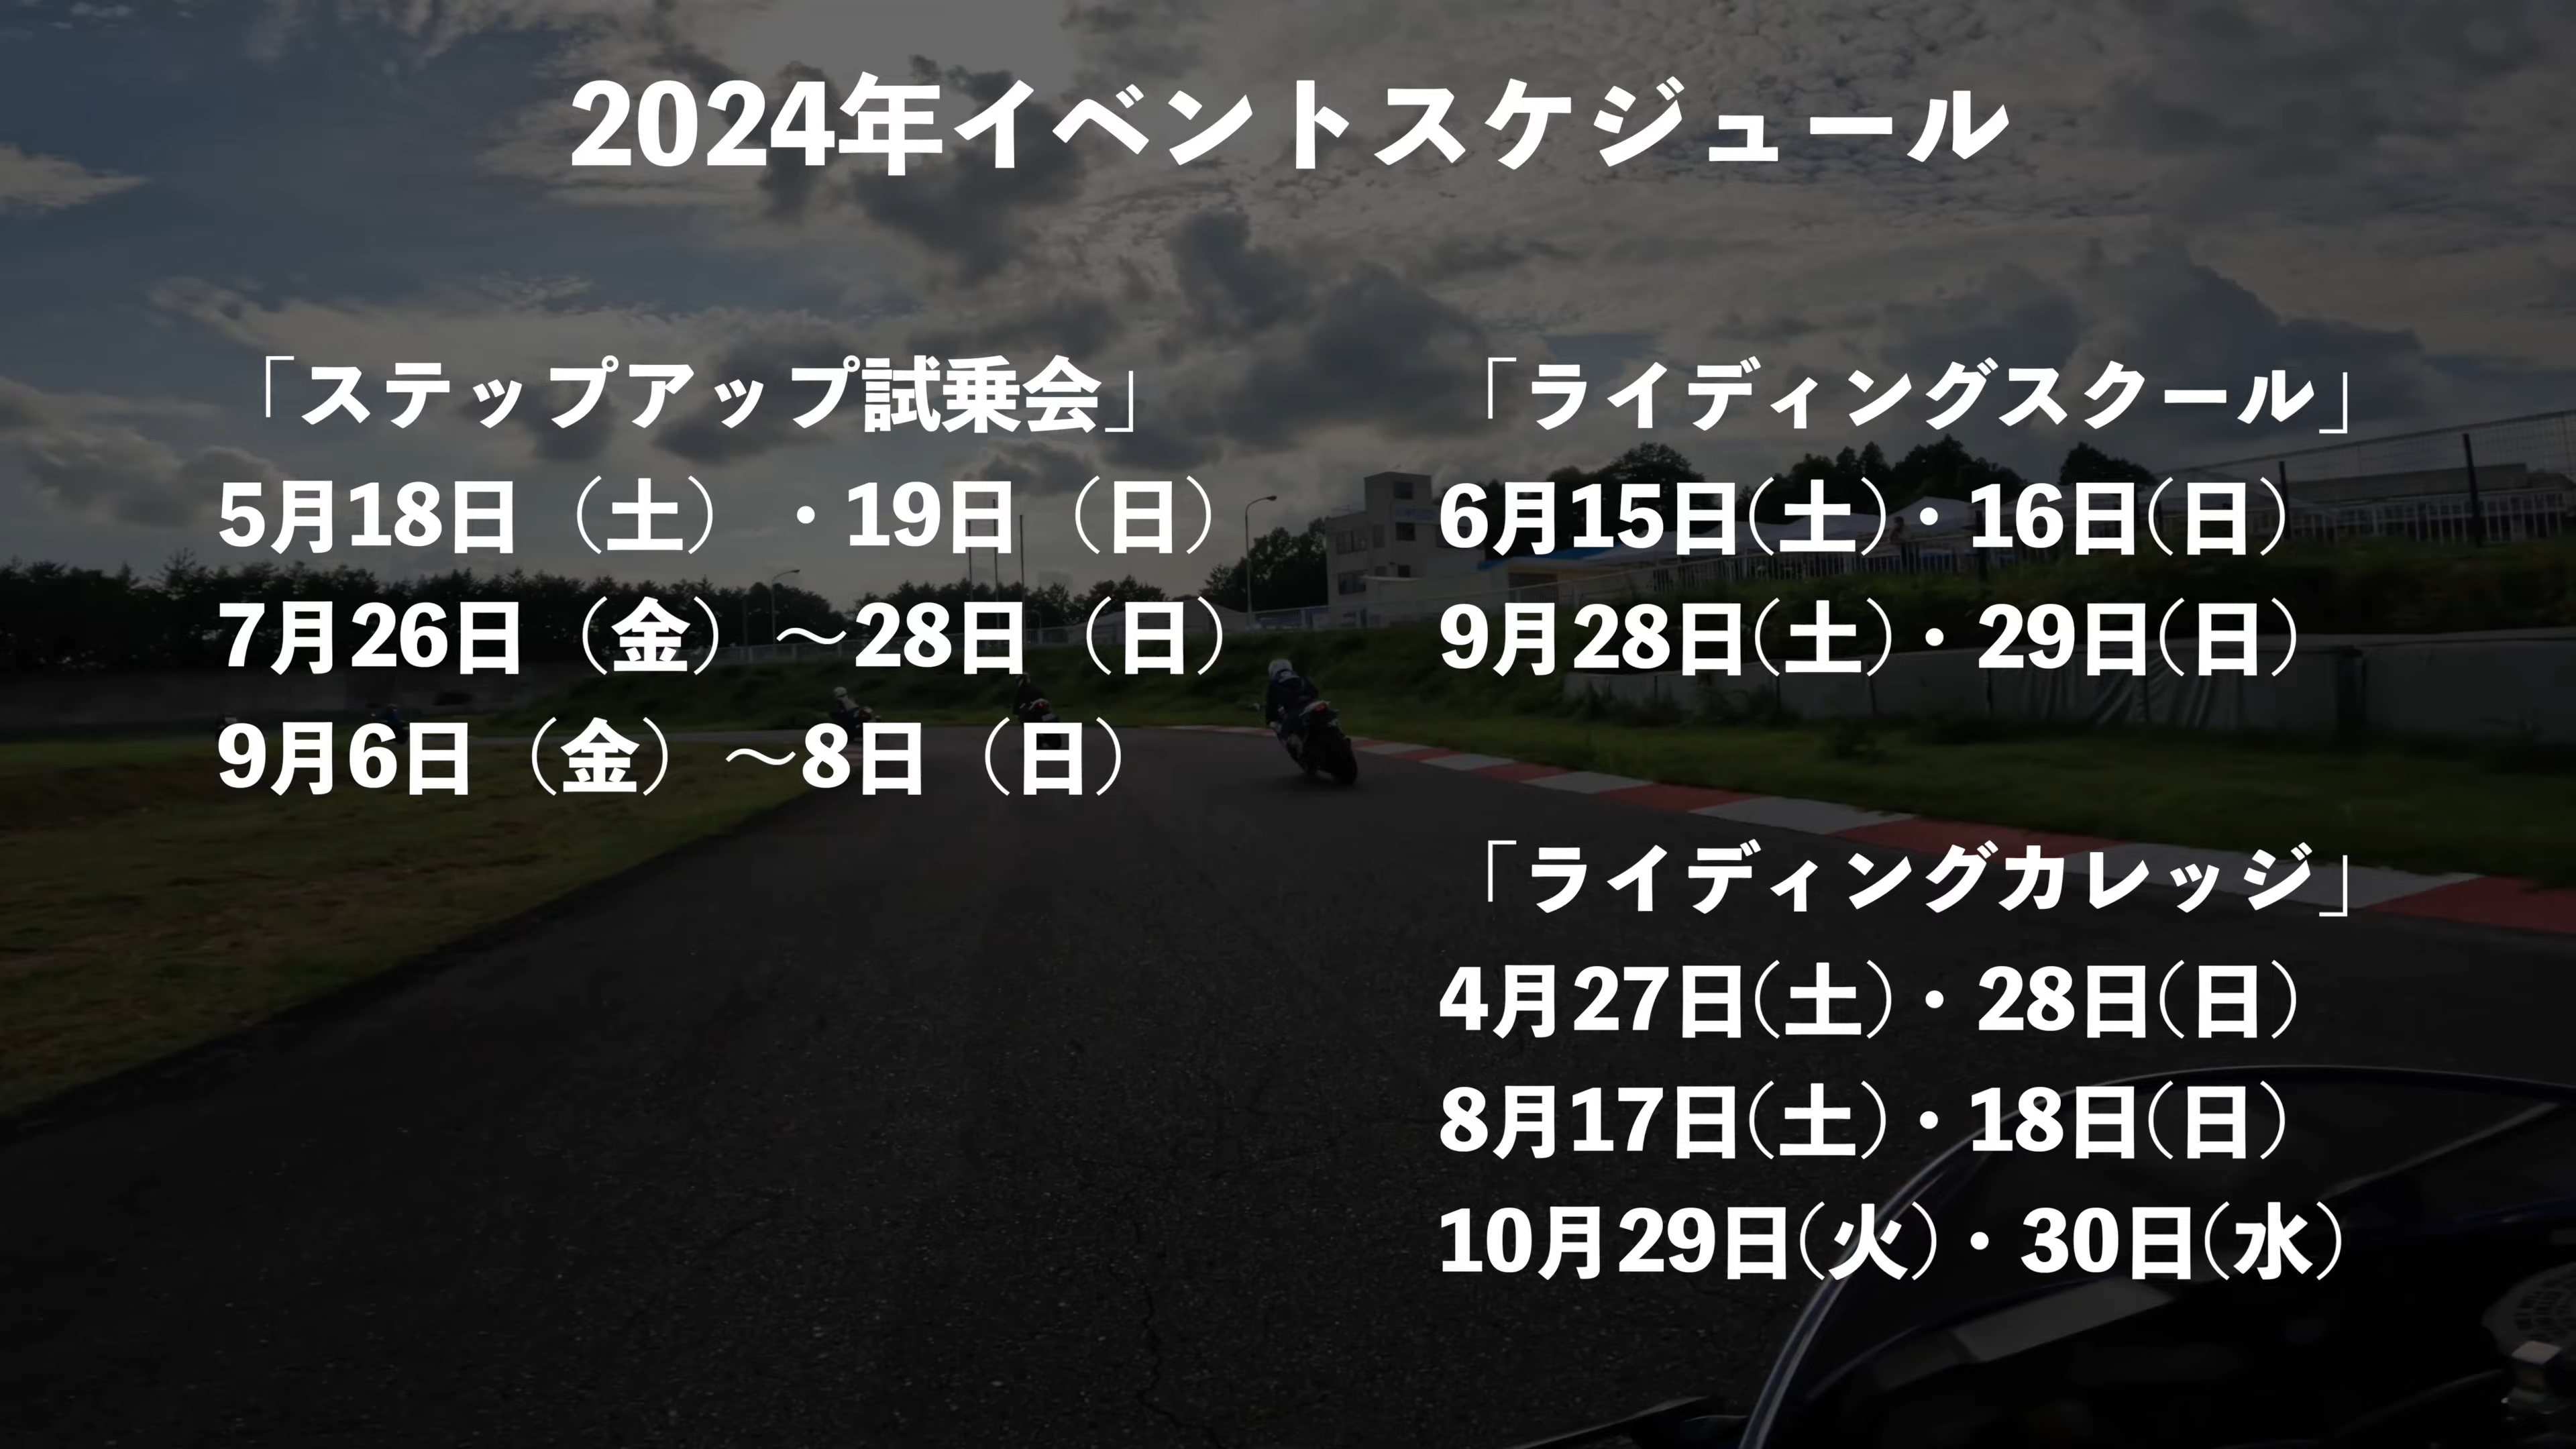 2024年イベントスケジュール
「ステップアップ試乗会」
5月18日（土）・19日（日）
7月26日（金）～28日（日）
9月6日（金）～8日（日）
「ライディングスクール」
6月15日(土)・16日(日)
9月28日(土)・29日(日)
「ライディングカレッジ」
4月27日(土)・28日(日)
8月17日(土)・18日(日)
10月29日(火)・30日(水)